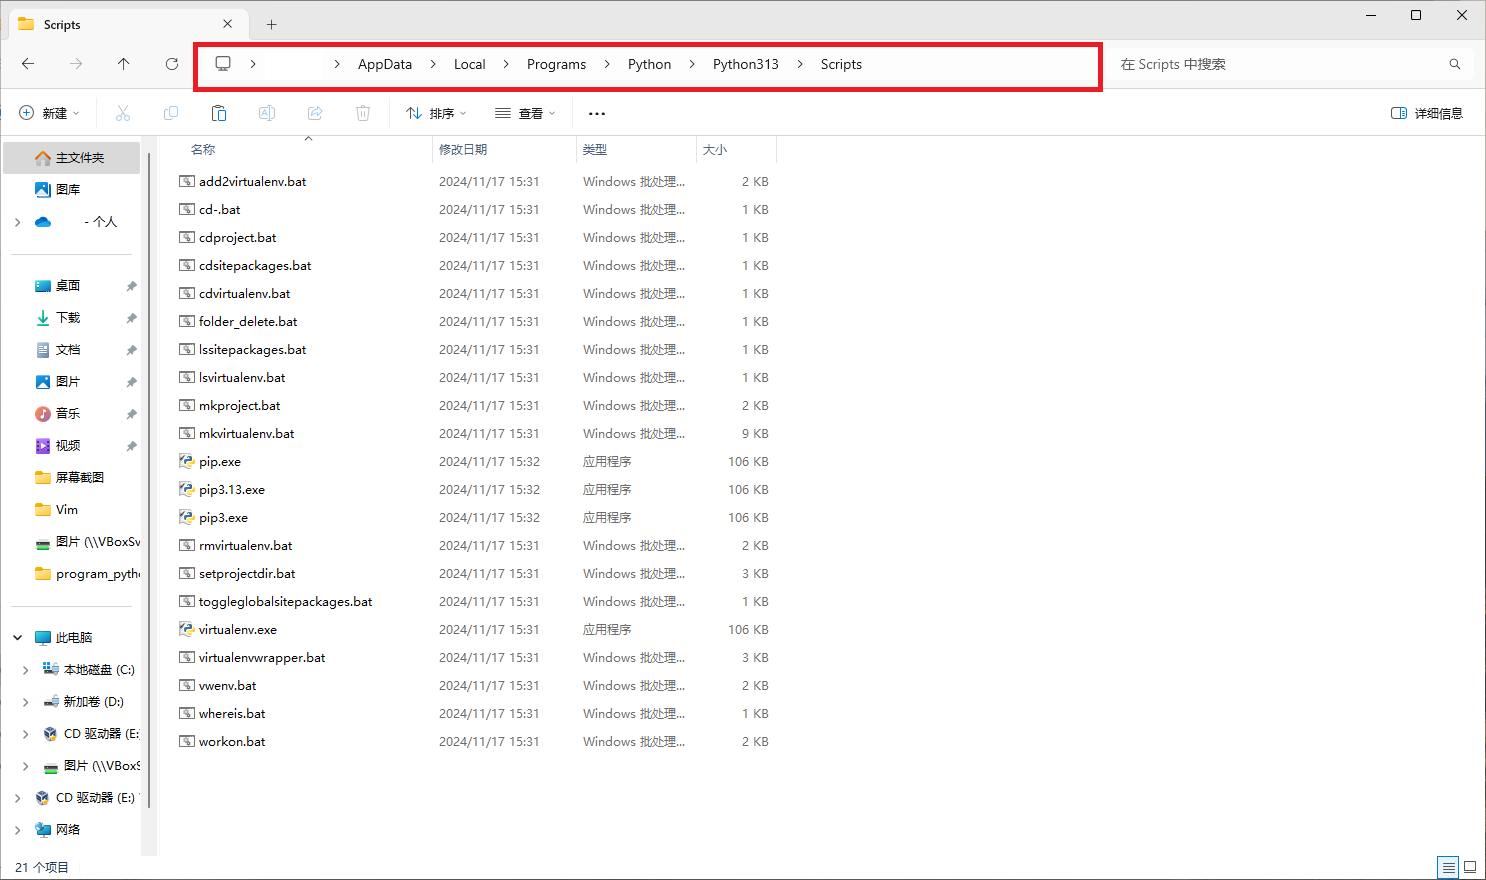 Scripts
AppData Local Programs Python Python313 Scripts
在 Scripts 中搜索
新建 排序 查看 详细信息
主文件夹
图库
- 个人
桌面
下载
文档
图片
音乐
视频
屏幕截图
Vim
图片 (\\VBoxSv
program_pytho
此电脑
本地磁盘 (C:)
新加卷 (D:)
CD 驱动器 (E:
图片 (\\VBoxS
CD 驱动器 (E:)
网络
名称 修改日期 类型 大小
add2virtualenv.bat 2024/11/17 15:31 Windows 批处理... 2 KB
cd-.bat 2024/11/17 15:31 Windows 批处理... 1 KB
cdproject.bat 2024/11/17 15:31 Windows 批处理... 1 KB
cdsitepackages.bat 2024/11/17 15:31 Windows 批处理... 1 KB
cdvirtualenv.bat 2024/11/17 15:31 Windows 批处理... 1 KB
folder_delete.bat 2024/11/17 15:31 Windows 批处理... 1 KB
lssitepackages.bat 2024/11/17 15:31 Windows 批处理... 1 KB
lsvirtualenv.bat 2024/11/17 15:31 Windows 批处理... 1 KB
mkproject.bat 2024/11/17 15:31 Windows 批处理... 2 KB
mkvirtualenv.bat 2024/11/17 15:31 Windows 批处理... 9 KB
pip.exe 2024/11/17 15:32 应用程序 106 KB
pip3.13.exe 2024/11/17 15:32 应用程序 106 KB
pip3.exe 2024/11/17 15:32 应用程序 106 KB
rmvirtualenv.bat 2024/11/17 15:31 Windows 批处理... 2 KB
setprojectdir.bat 2024/11/17 15:31 Windows 批处理... 3 KB
toggleglobalsitepackages.bat 2024/11/17 15:31 Windows 批处理... 1 KB
virtualenv.exe 2024/11/17 15:31 应用程序 106 KB
virtualenvwrapper.bat 2024/11/17 15:31 Windows 批处理... 3 KB
vwenv.bat 2024/11/17 15:31 Windows 批处理... 2 KB
whereis.bat 2024/11/17 15:31 Windows 批处理... 1 KB
workon.bat 2024/11/17 15:31 Windows 批处理... 2 KB
21 个项目